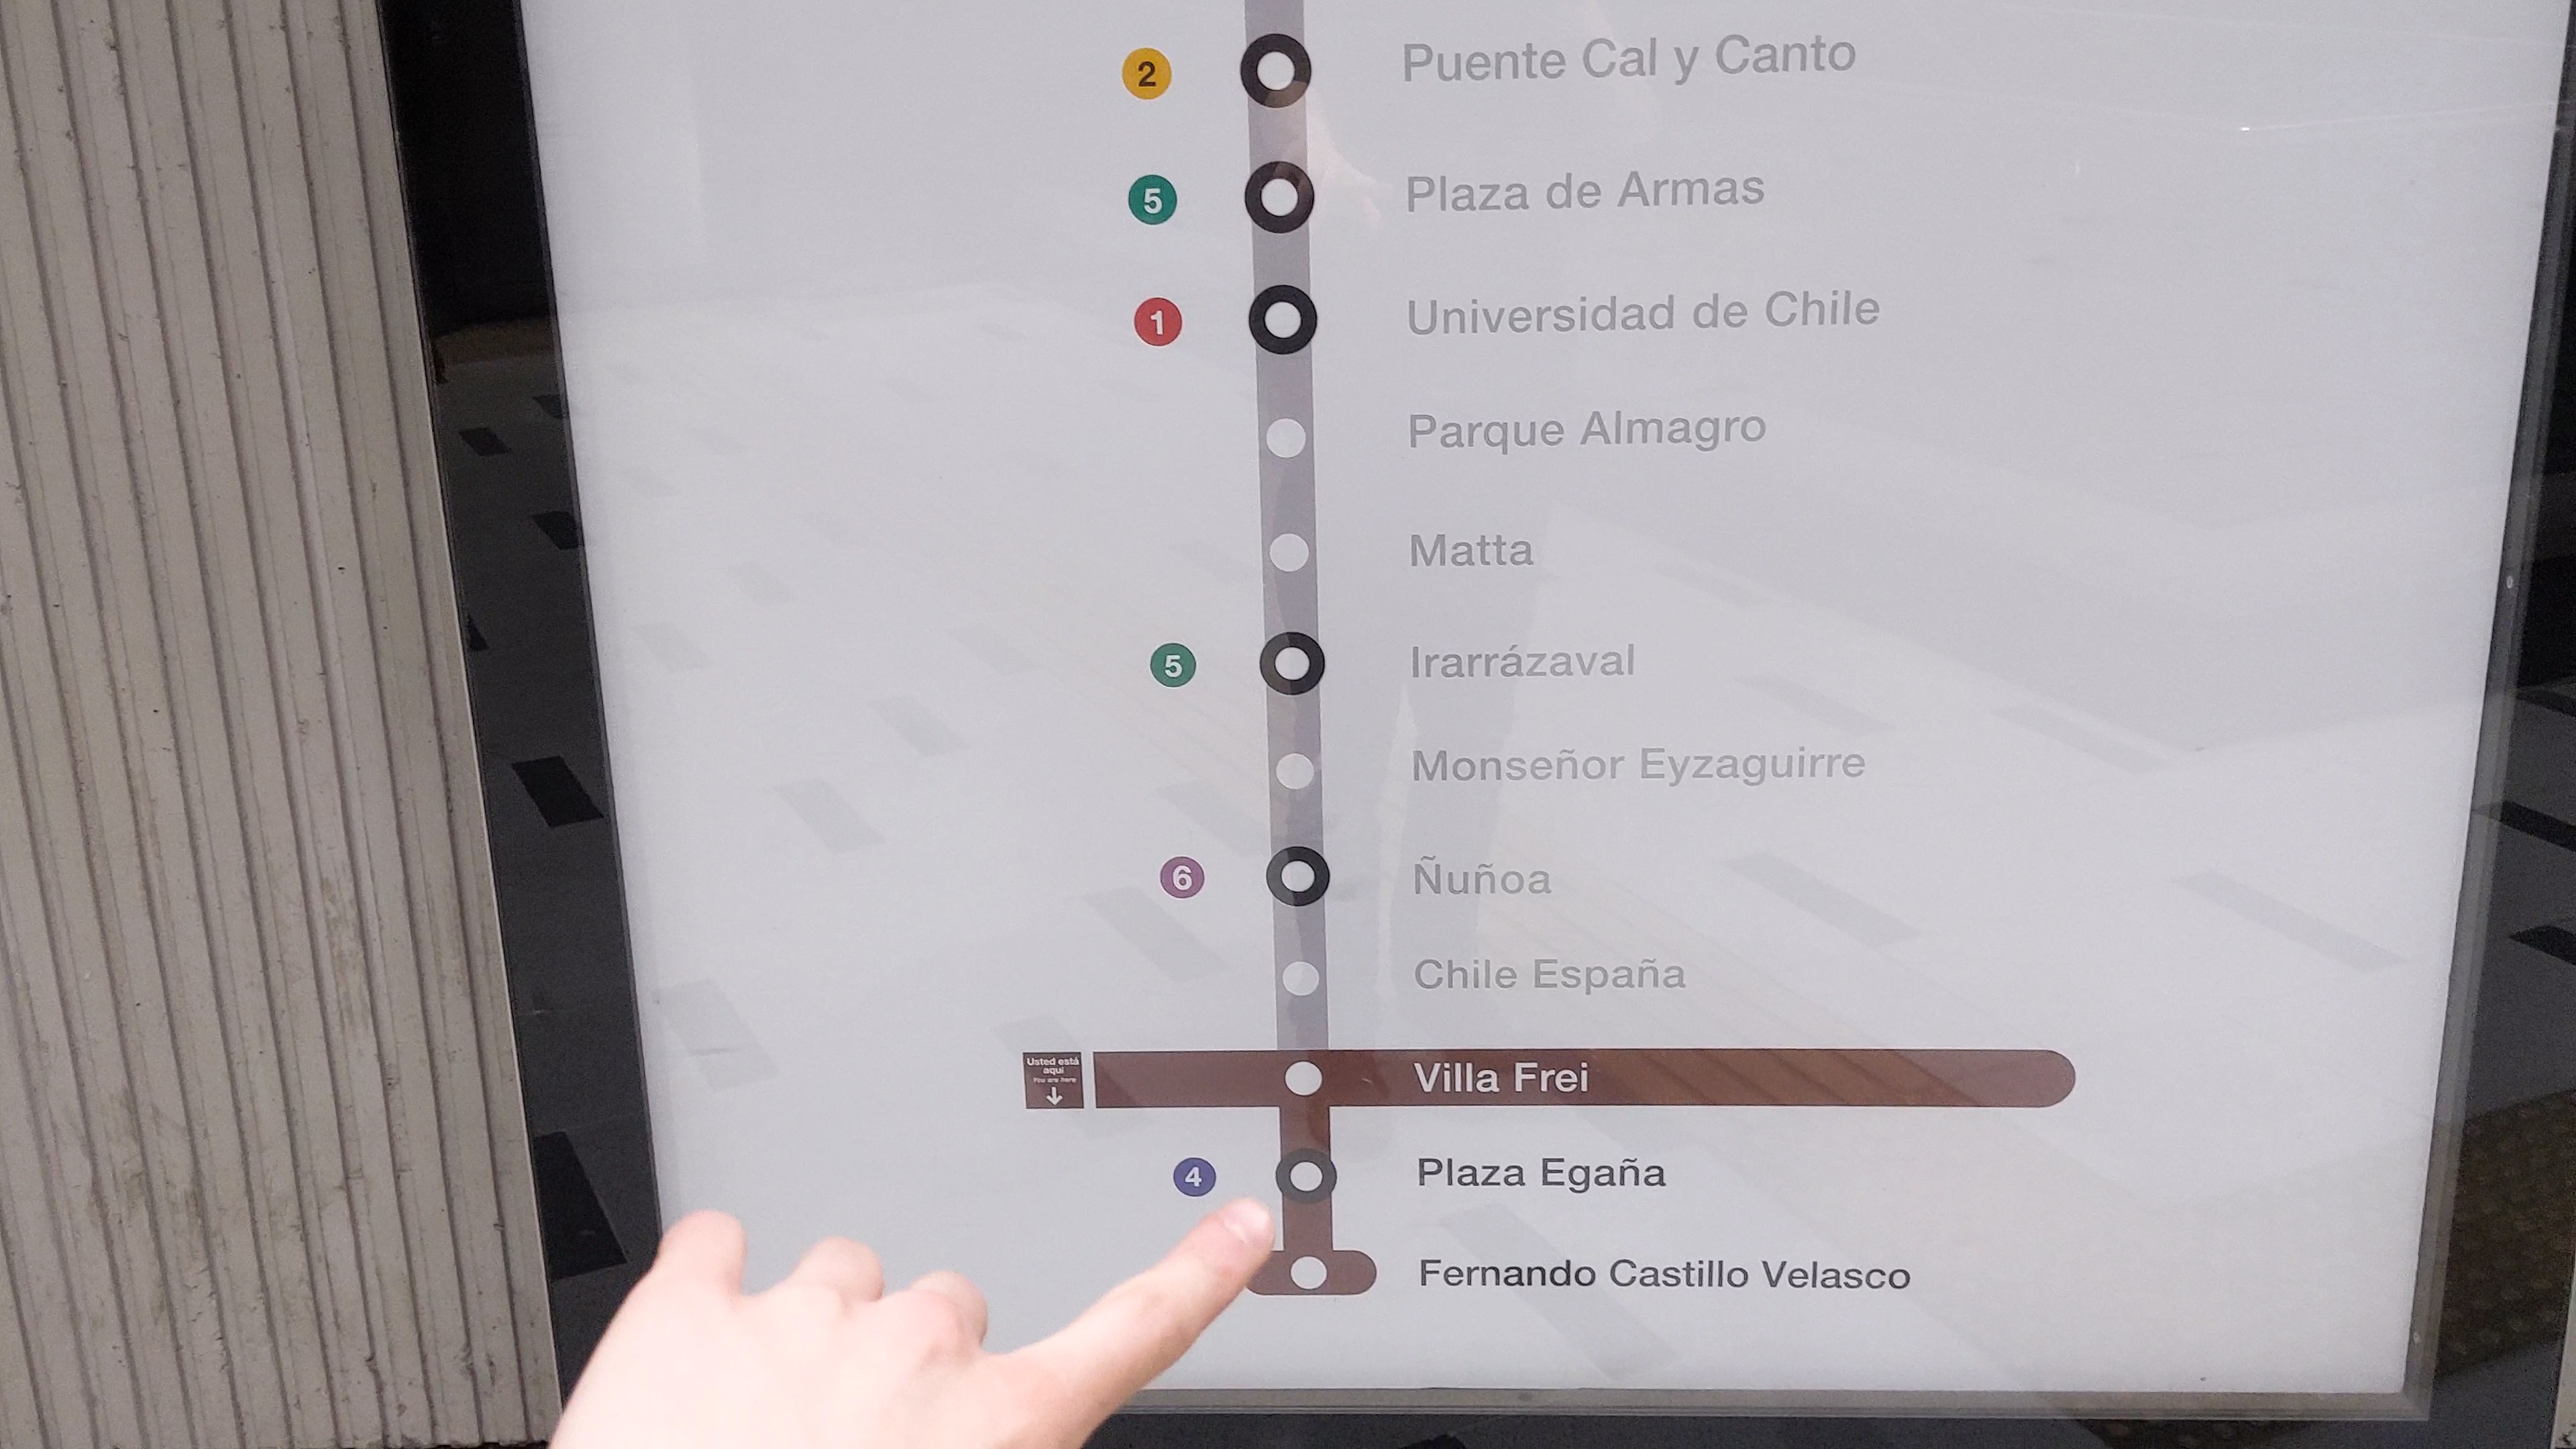 2 Puente Cal y Canto
5 Plaza de Armas
1 Universidad de Chile
Parque Almagro
Matta
5 Irarrázaval
Monseñor Eyzaguirre
6 Ñuñoa
Chile España
Usted está
aquí
You are here
Villa Frei
4 Plaza Egaña
Fernando Castillo Velasco